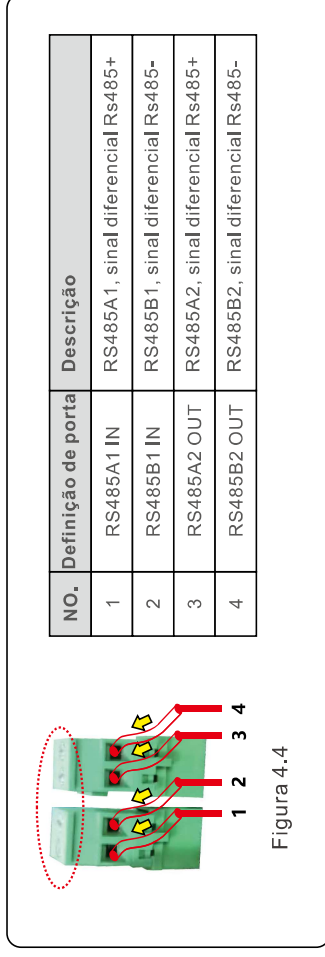 NO. Definição de porta Descrição
1 RS485A1 IN RS485A1, sinal diferencial Rs485+
2 RS485B1 IN RS485B1, sinal diferencial Rs485-
3 RS485A2 OUT RS485A2, sinal diferencial Rs485+
4 RS485B2 OUT RS485B2, sinal diferencial Rs485-
1 2 3 4
Figura 4.4